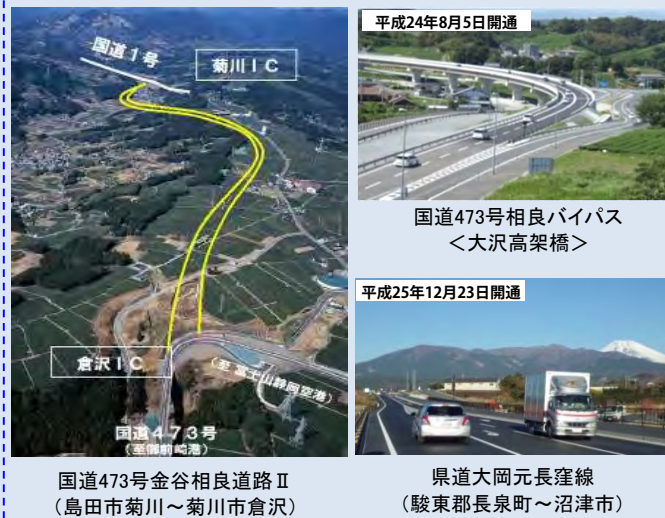 国道1号
菊川IC
倉沢IC
(至 富士山静岡空港)
国道473号
(至御前崎港)
国道473号金谷相良道路Ⅱ
(島田市菊川～菊川市倉沢)
平成24年8月5日開通
国道473号相良バイパス
＜大沢高架橋＞
平成25年12月23日開通
県道大岡元長窪線
(駿東郡長泉町～沼津市)